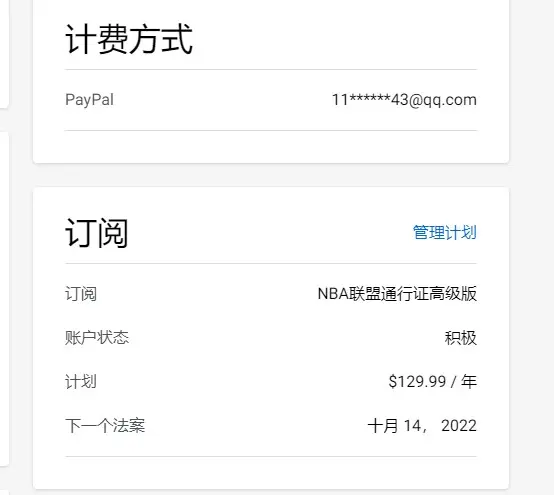 计费方式
PayPal 11******43@qq.com
订阅 管理计划
订阅 NBA联盟通行证高级版
账户状态 积极
计划 $129.99 / 年
下一个法案 十月 14， 2022